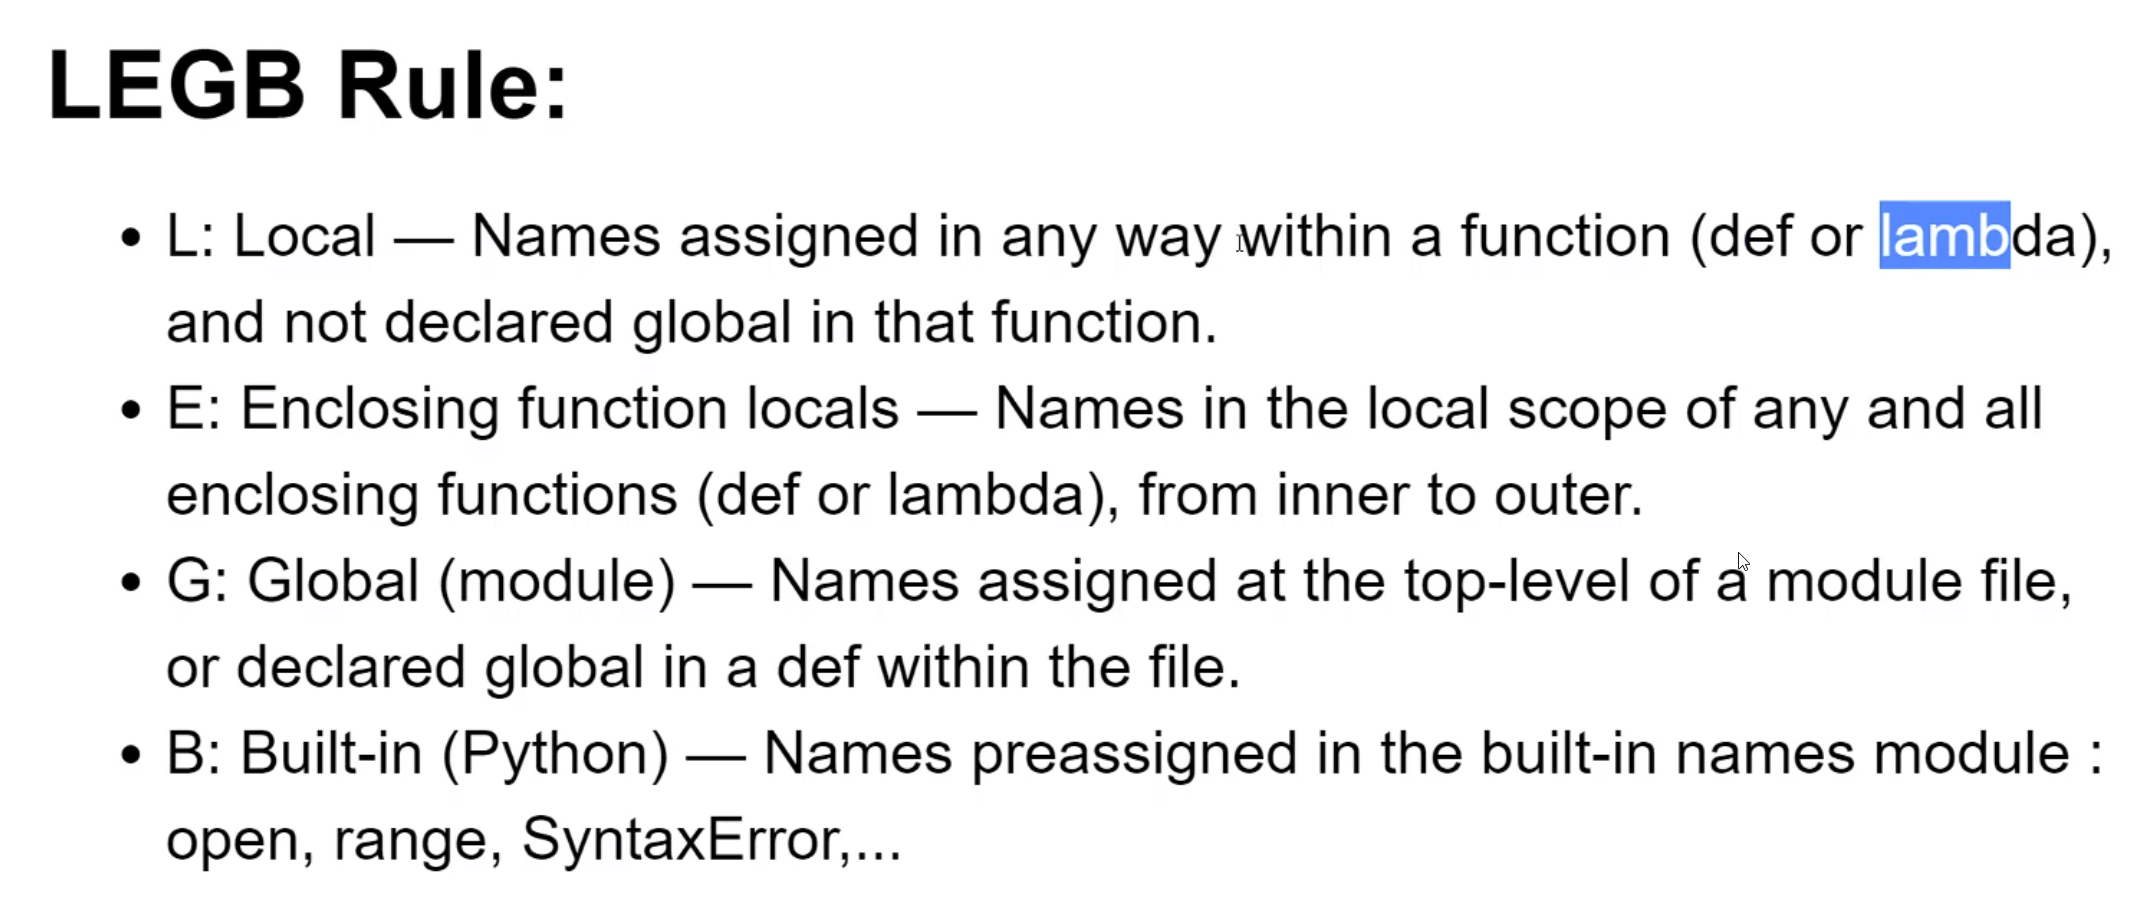 LEGB Rule:
• L: Local — Names assigned in any way within a function (def or lambda),
and not declared global in that function.
• E: Enclosing function locals — Names in the local scope of any and all
enclosing functions (def or lambda), from inner to outer.
• G: Global (module) — Names assigned at the top-level of a module file,
or declared global in a def within the file.
• B: Built-in (Python) — Names preassigned in the built-in names module :
open, range, SyntaxError,...